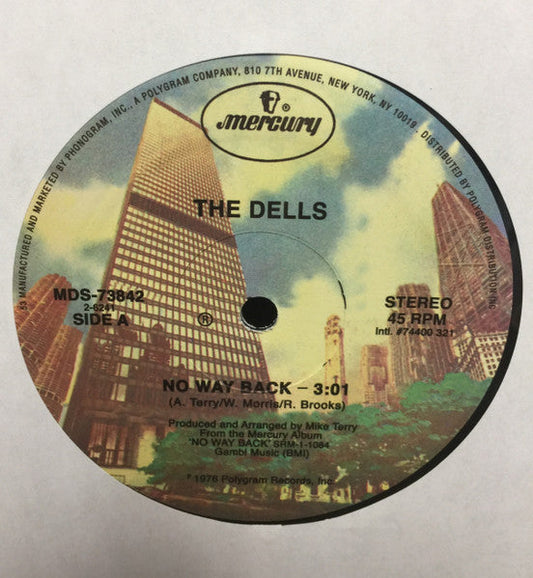 53 MANUFACTURED AND MARKETED BY PHONOGRAM, INC., A POLYGRAM COMPANY, 810 7TH AVENUE, NEW YORK, NY 10019. DISTRIBUTED BY POLYGRAM DISTRIBUTION, INC
®
mercury
THE DELLS
MDS-73842
2-6241
SIDE A
®
STEREO
45 RPM
Intl. #74400 321
NO WAY BACK – 3:01
(A. Terry/W. Morris/R. Brooks)
Produced and Arranged by Mike Terry
From the Mercury Album
"NO WAY BACK" SRM-1-1084
Gambi Music (BMI)
℗ 1976 Polygram Records, Inc.